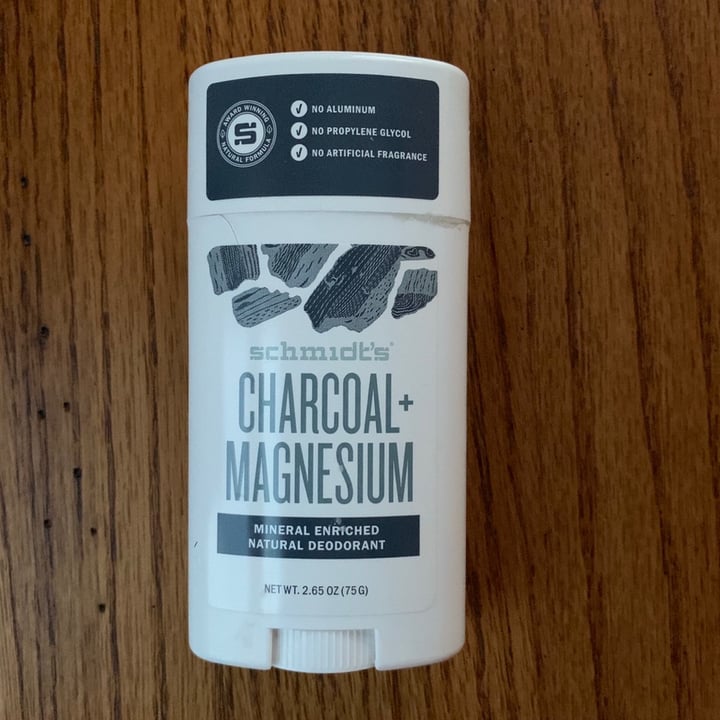 AWARD WINNING
S
NATURAL FORMULA
NO ALUMINUM
NO PROPYLENE GLYCOL
NO ARTIFICIAL FRAGRANCE
schmidt's®
CHARCOAL+
MAGNESIUM
MINERAL ENRICHED
NATURAL DEODORANT
NET WT. 2.65 OZ (75G)